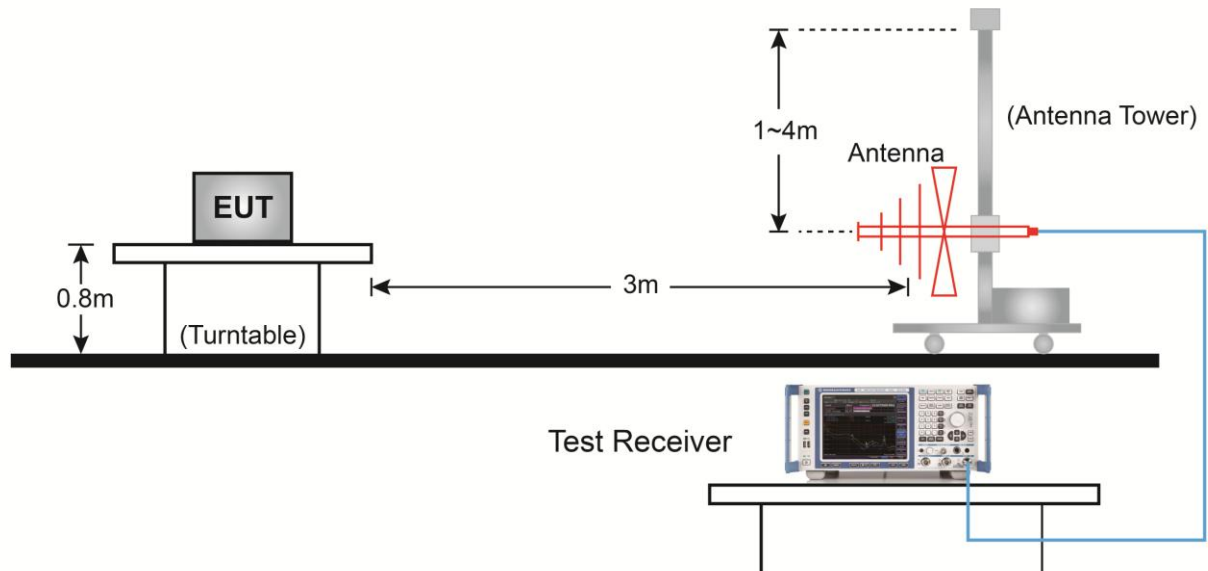 1~4m
(Antenna Tower)
Antenna
EUT
0.8m
3m
(Turntable)
Test Receiver